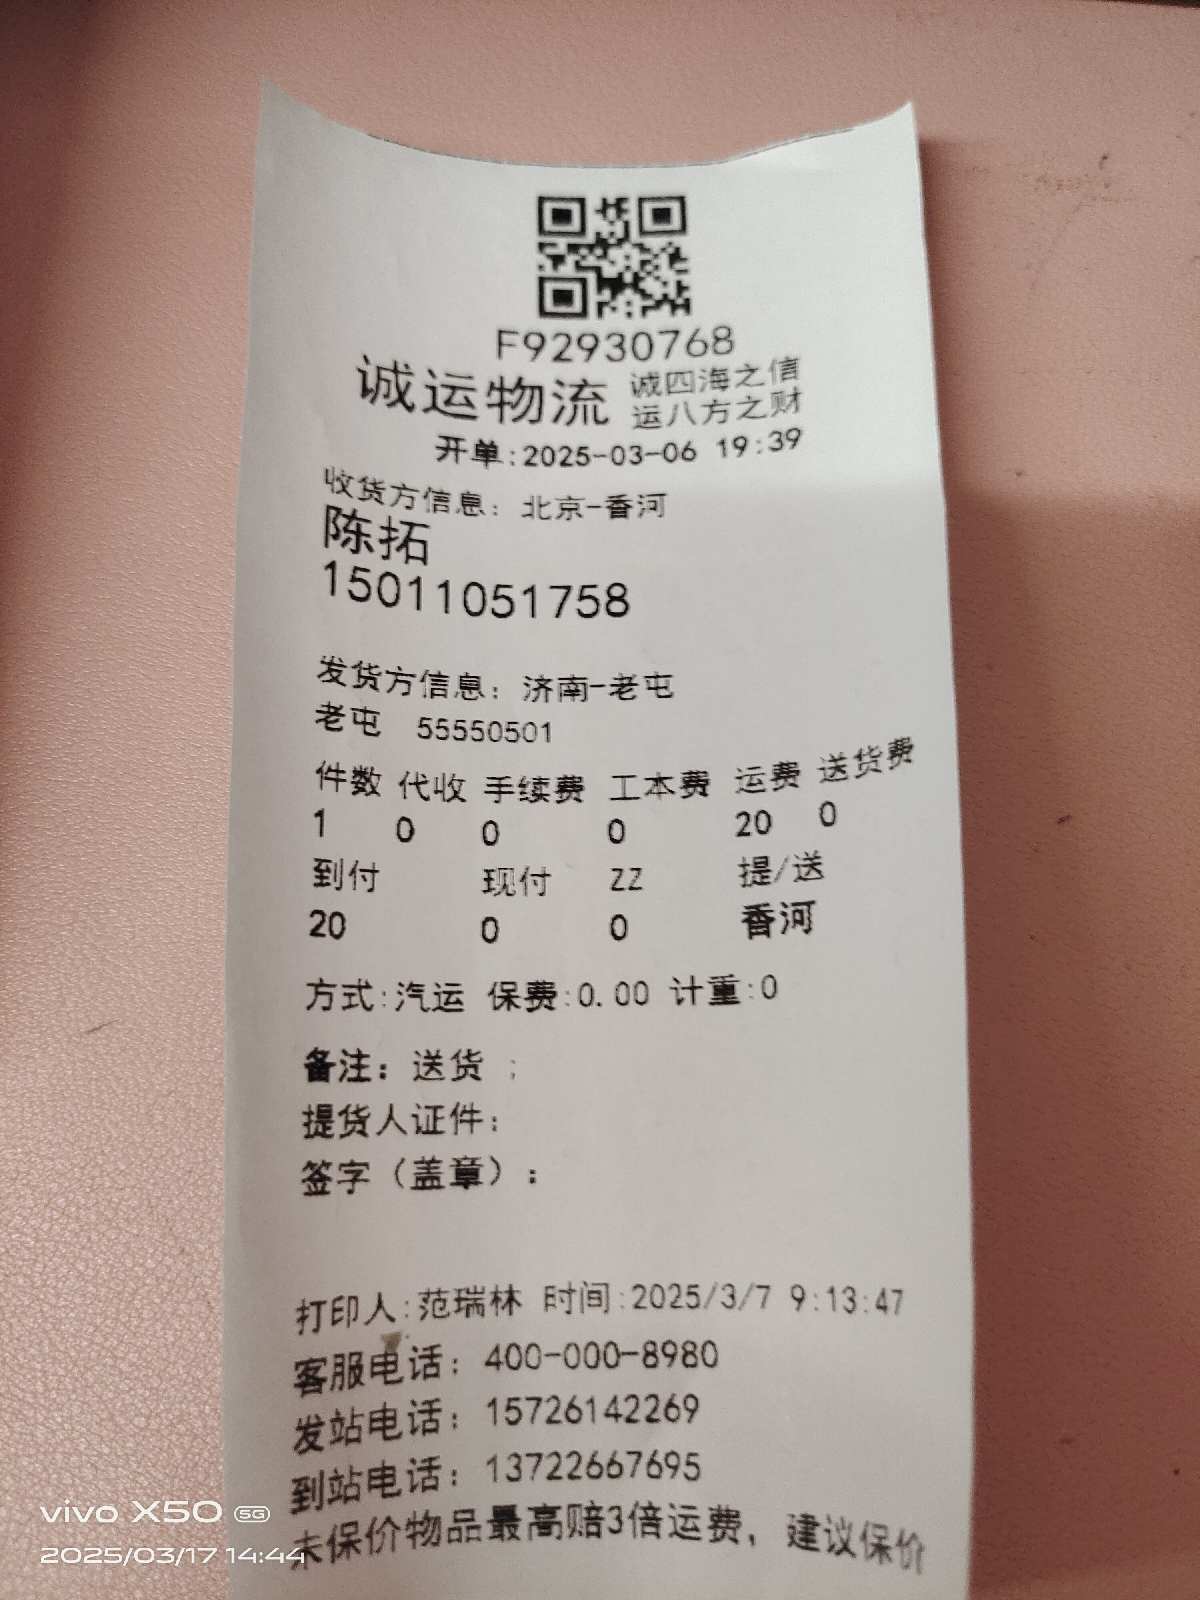 F92930768
诚运物流 诚四海之信
运八方之财
开单:2025-03-06 19:39
收货方信息: 北京-香河
陈拓
15011051758
发货方信息: 济南-老屯
老屯 55550501
件数 代收 手续费 工本费 运费 送货费
1 0 0 0 20 0
到付 现付 ZZ 提/送
20 0 0 香河
方式:汽运 保费:0.00 计重:0
备注: 送货 ;
提货人证件:
签字（盖章）:
打印人:范瑞林 时间:2025/3/7 9:13:47
客服电话: 400-000-8980
发站电话: 15726142269
到站电话: 13722667695
未保价物品最高赔3倍运费, 建议保价
vivo X50 5G
2025/03/17 14:44